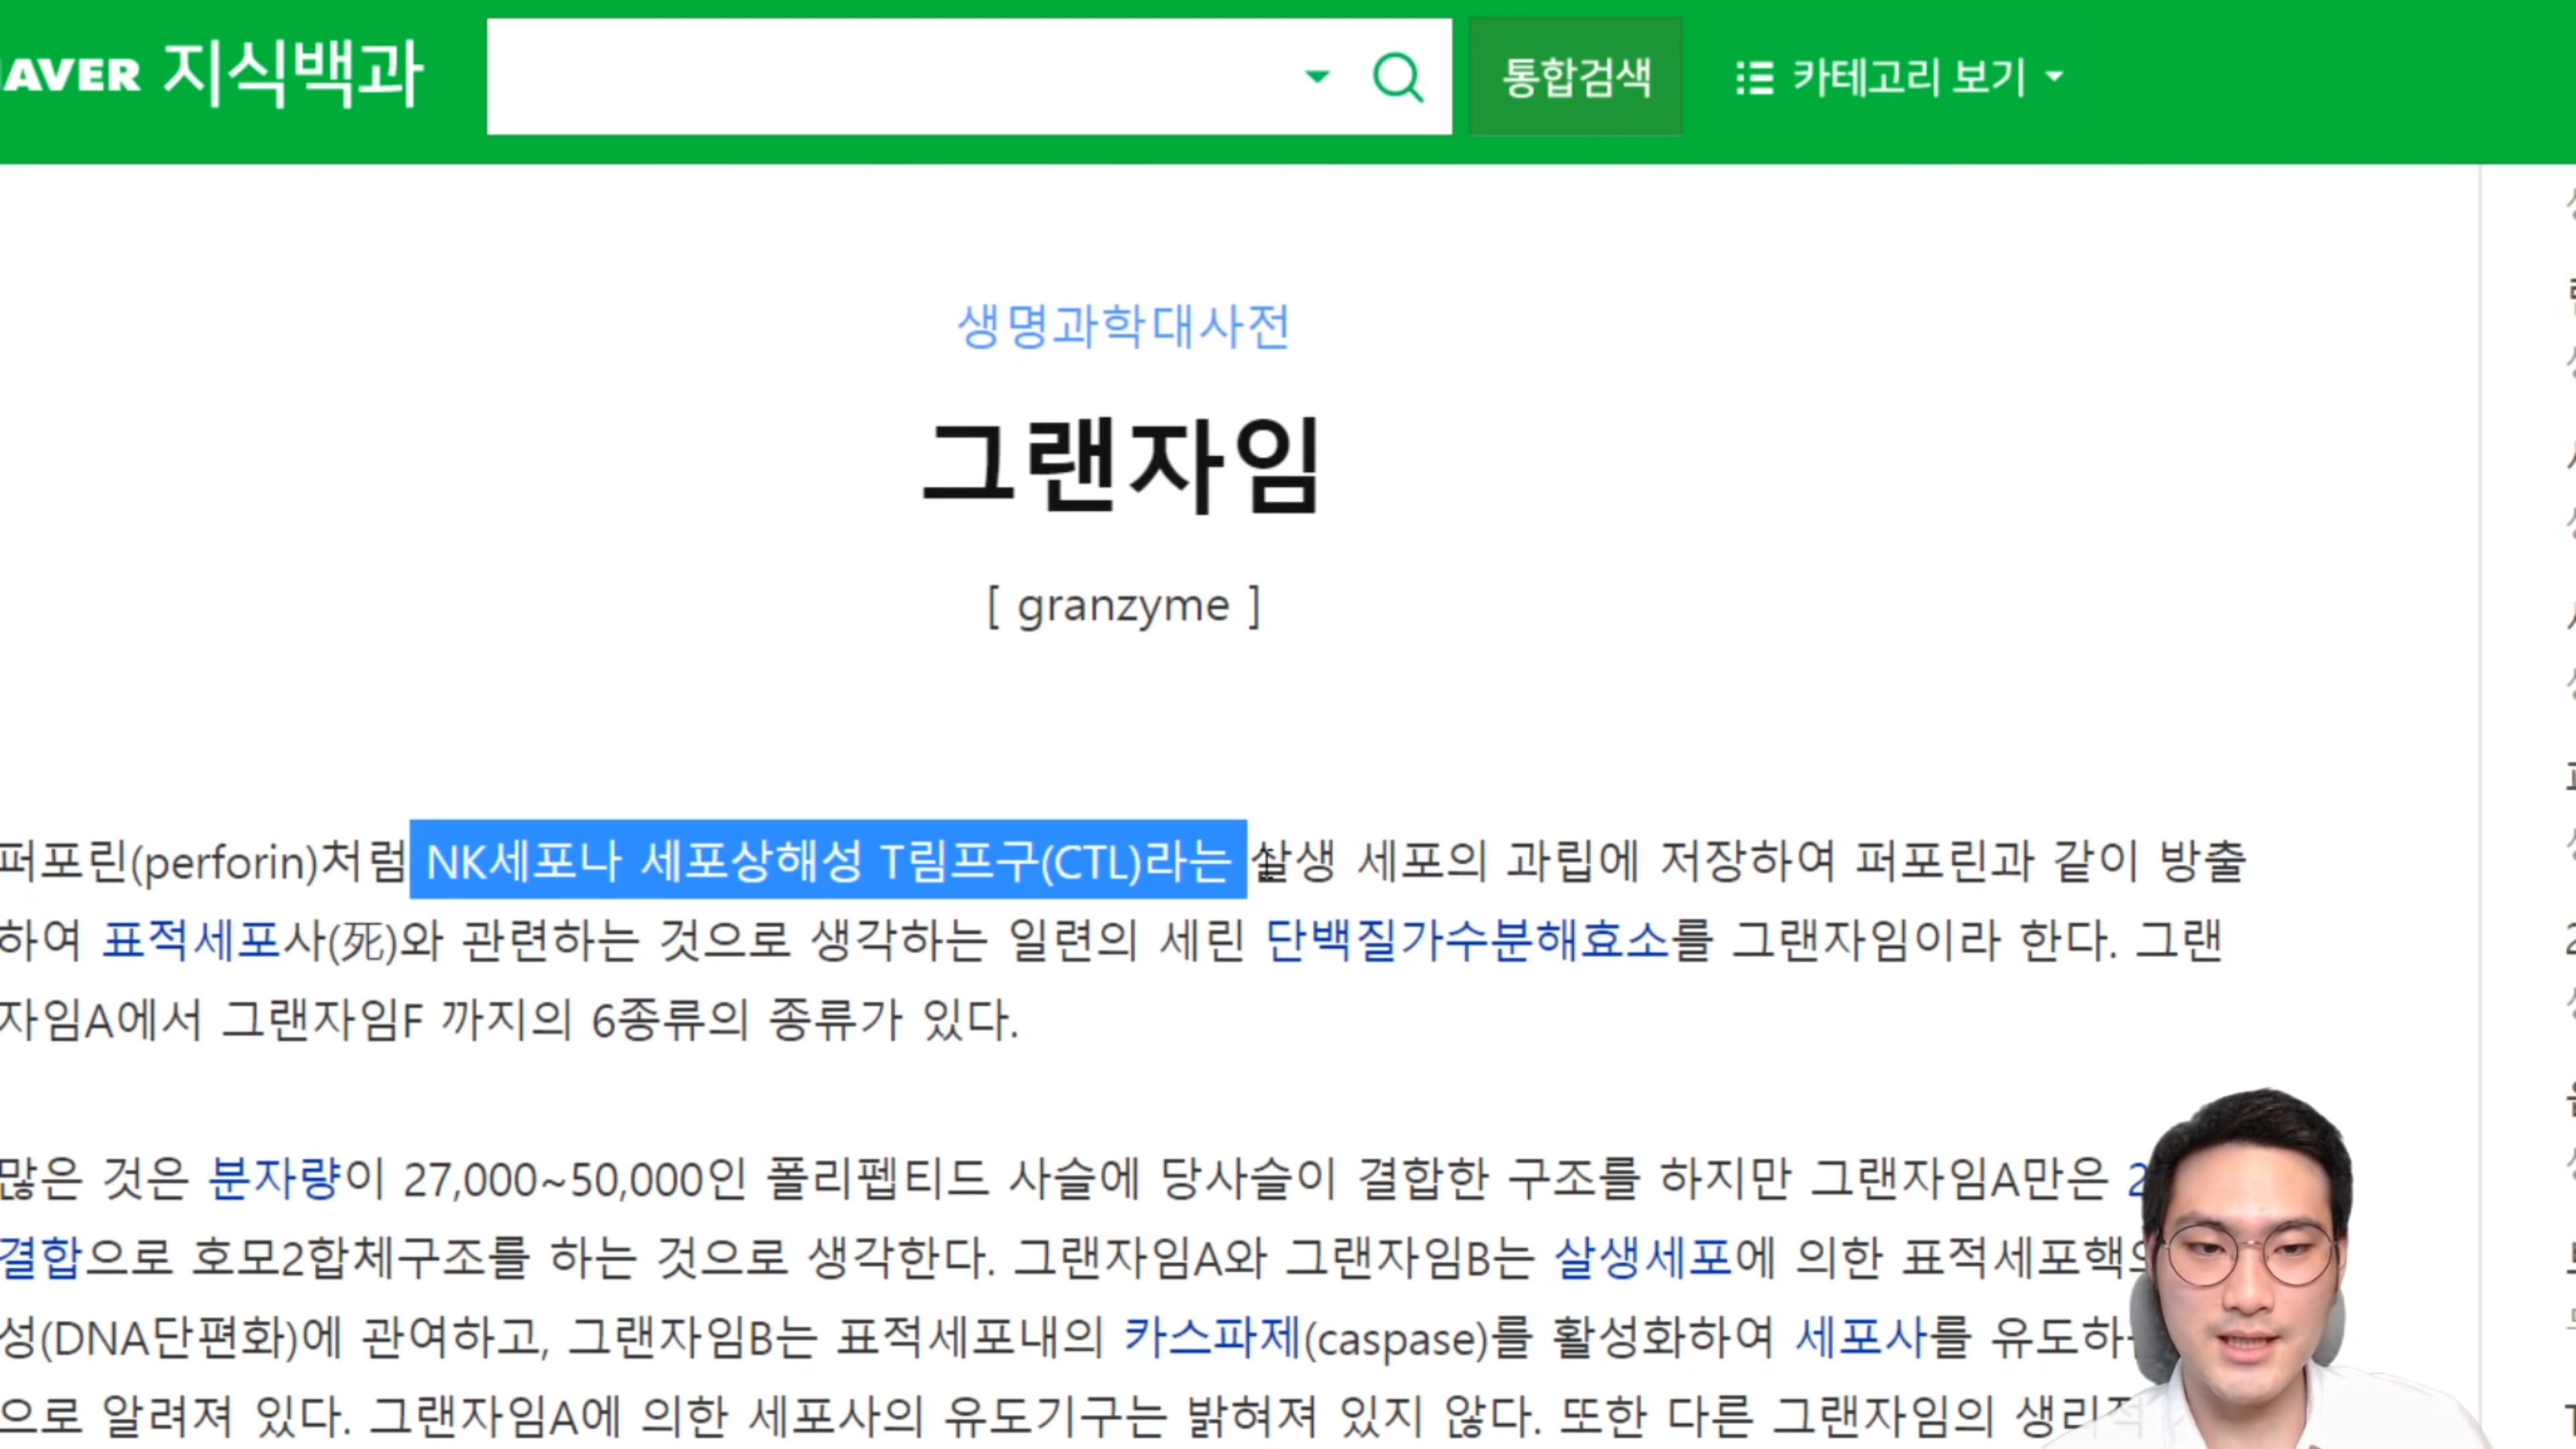 NAVER 지식백과
통합검색
카테고리 보기
생명과학대사전
그랜자임
[ granzyme ]
퍼포린(perforin)처럼 NK세포나 세포상해성 T림프구(CTL)라는 살생 세포의 과립에 저장하여 퍼포린과 같이 방출
하여 표적세포사(死)와 관련하는 것으로 생각하는 일련의 세린 단백질가수분해효소를 그랜자임이라 한다. 그랜
자임A에서 그랜자임F 까지의 6종류의 종류가 있다.
많은 것은 분자량이 27,000~50,000인 폴리펩티드 사슬에 당사슬이 결합한 구조를 하지만 그랜자임A만은 2
결합으로 호모2합체구조를 하는 것으로 생각한다. 그랜자임A와 그랜자임B는 살생세포에 의한 표적세포핵
성(DNA단편화)에 관여하고, 그랜자임B는 표적세포내의 카스파제(caspase)를 활성화하여 세포사를 유도하
으로 알려져 있다. 그랜자임A에 의한 세포사의 유도기구는 밝혀져 있지 않다. 또한 다른 그랜자임의 생리적